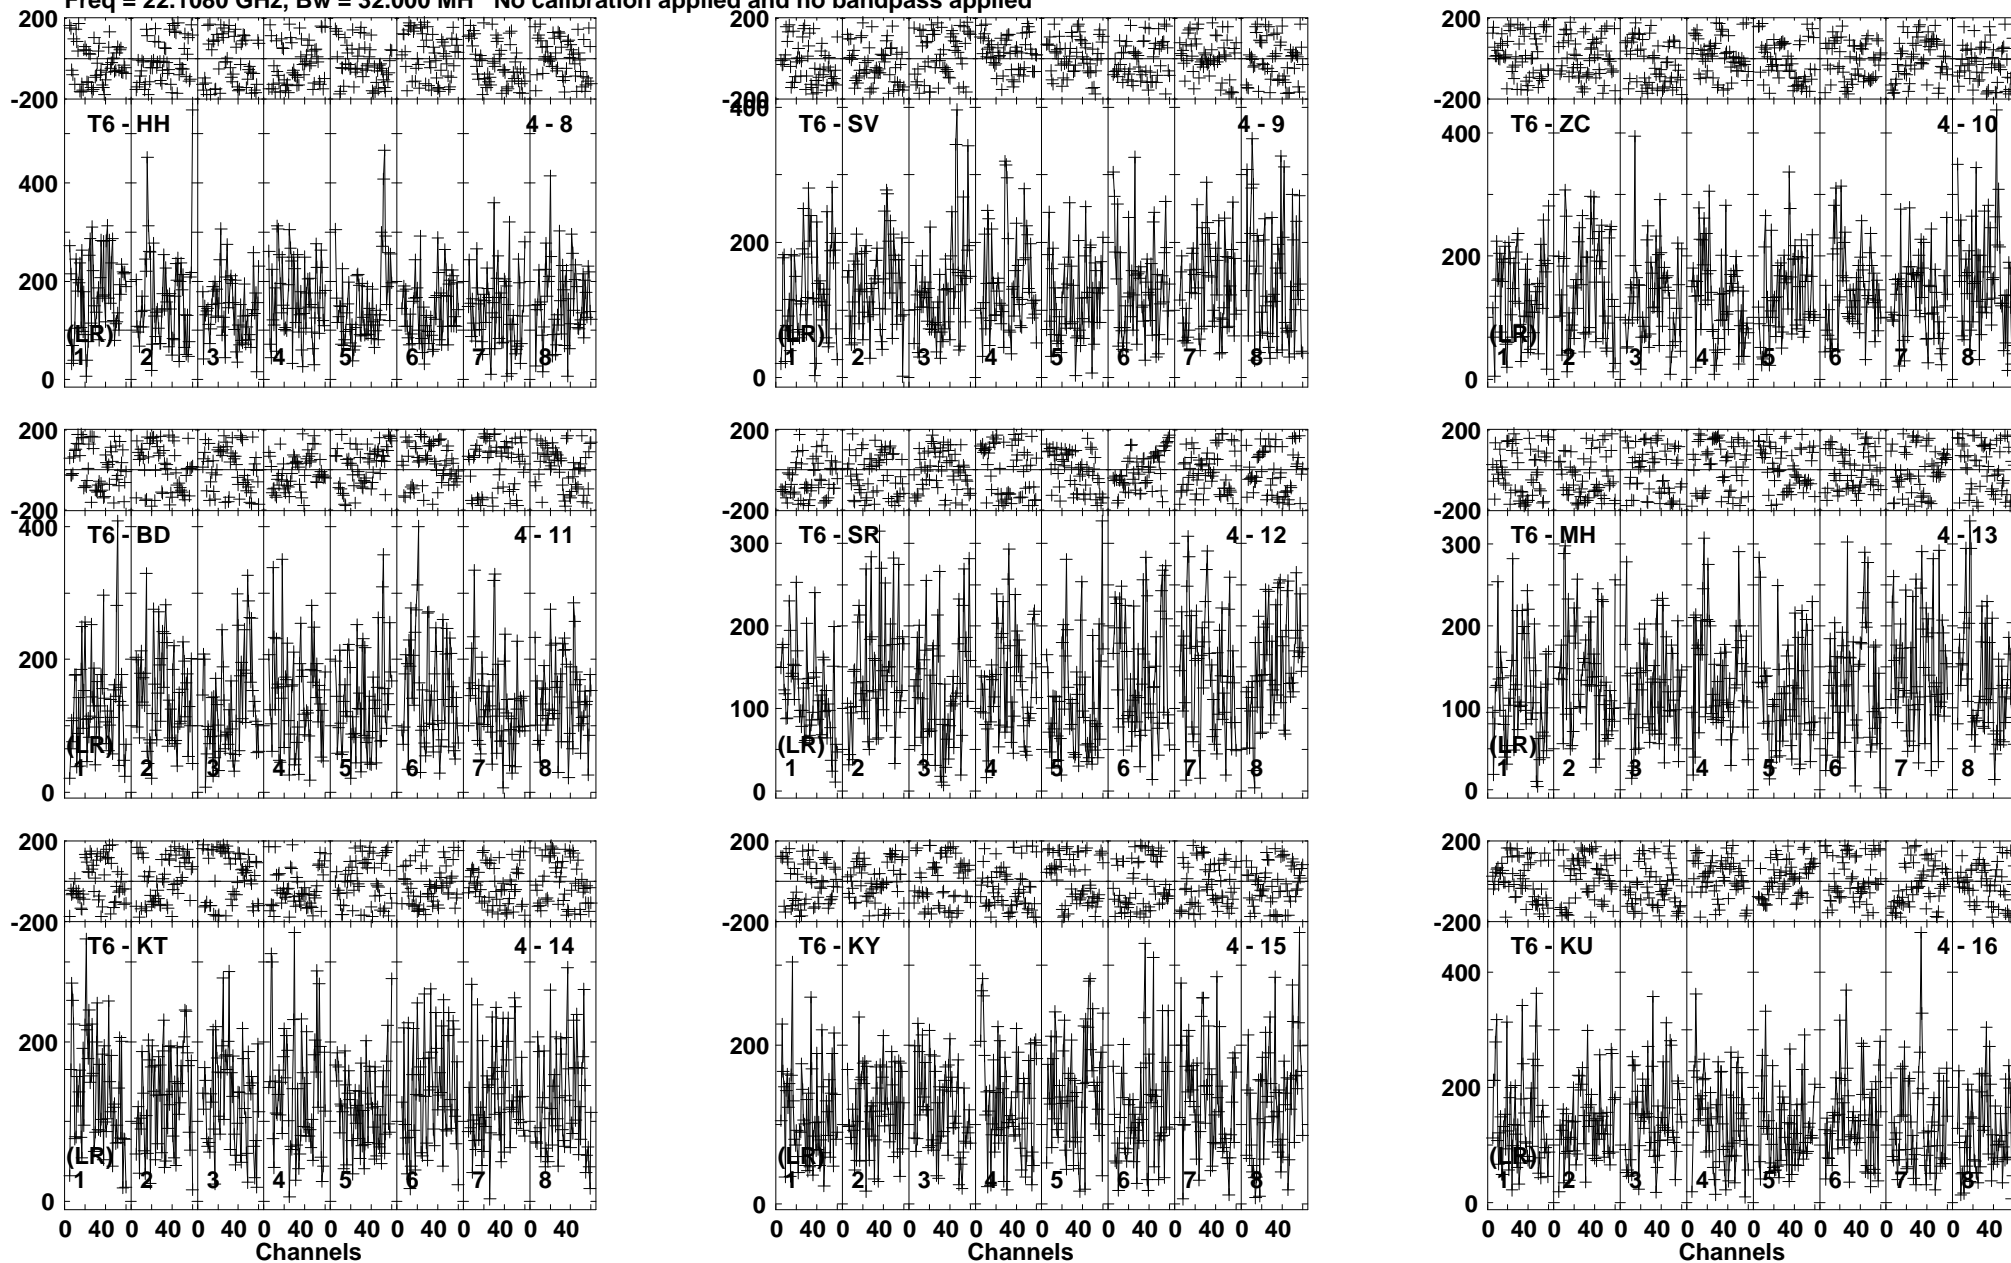 Freq = 22.1080 GHz, Bw = 32.000 MH No calibration applied and no bandpass applied
200 200 200
-200 -200 -200
400
T6 - HH 4 - 8 T6 - SV 4 - 9 T6 - ZC 4 - 10
400 400
200 200 200
(LR) (LR) (LR)
1 2 3 4 5 6 7 8 1 2 3 4 5 6 7 8 1 2 3 4 5 6 7 8
0 0 0
200 200 200
-200 -200 -200
T6 - BD 4 - 11 T6 - SR 4 - 12 T6 - MH 4 - 13
400 300 300
200 200 200
100 100
(LR) (LR) (LR)
1 2 3 4 5 6 7 8 1 2 3 4 5 6 7 8 1 2 3 4 5 6 7 8
0 0 0
200 200 200
-200 -200 -200
T6 - KT 4 - 14 T6 - KY 4 - 15 T6 - KU 4 - 16
400
200 200 200
(LR) (LR) (LR)
1 2 3 4 5 6 7 8 1 2 3 4 5 6 7 8 1 2 3 4 5 6 7 8
0 0 0
0 40 0 40 0 40 0 40 0 40 0 40 0 40 0 40 0 40 0 40 0 40 0 40 0 40 0 40 0 40 0 40 0 40 0 40 0 40 0 40 0 40 0 40 0 40 0 40
Channels Channels Channels